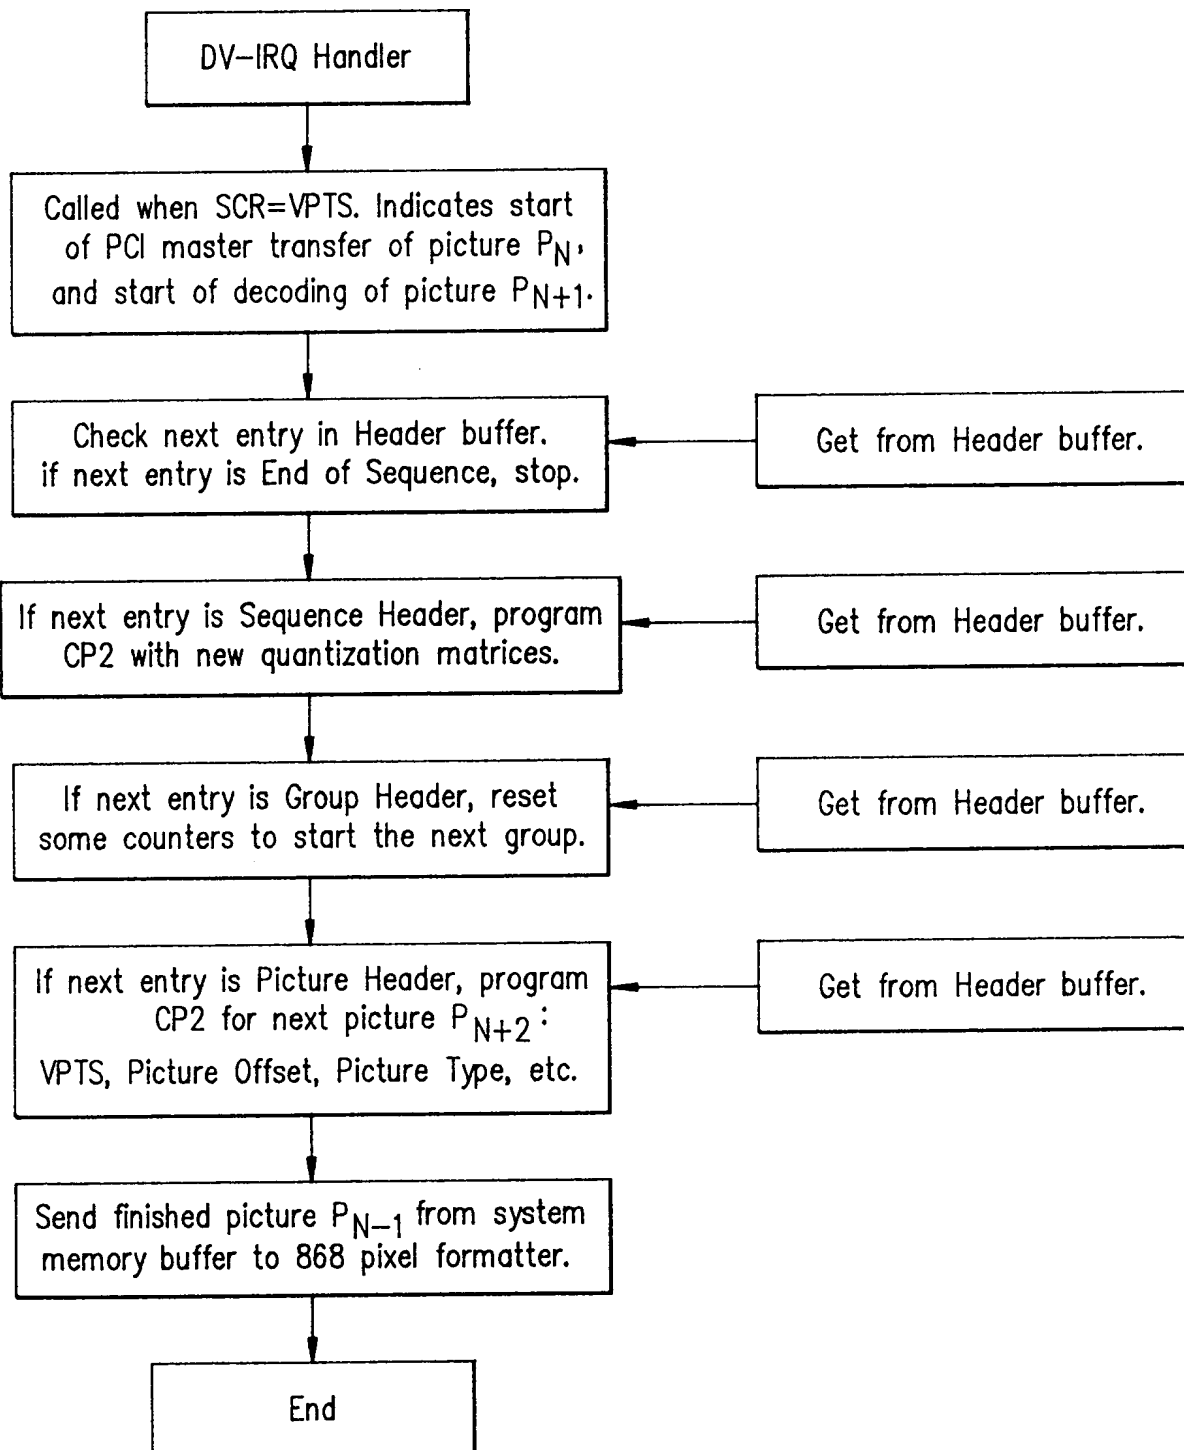 DV-IRQ Handler
Called when SCR=VPTS. Indicates start
of PCI master transfer of picture P_N,
and start of decoding of picture P_N+1.
Check next entry in Header buffer.
if next entry is End of Sequence, stop.
Get from Header buffer.
If next entry is Sequence Header, program
CP2 with new quantization matrices.
Get from Header buffer.
If next entry is Group Header, reset
some counters to start the next group.
Get from Header buffer.
If next entry is Picture Header, program
CP2 for next picture P_N+2:
VPTS, Picture Offset, Picture Type, etc.
Get from Header buffer.
Send finished picture P_N-1 from system
memory buffer to 868 pixel formatter.
End